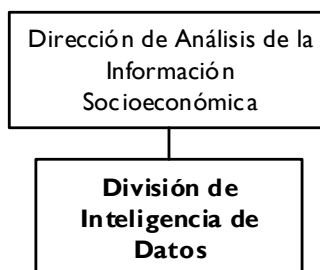 Dirección de Análisis de la
Información
Socioeconómica
División de
Inteligencia de
Datos